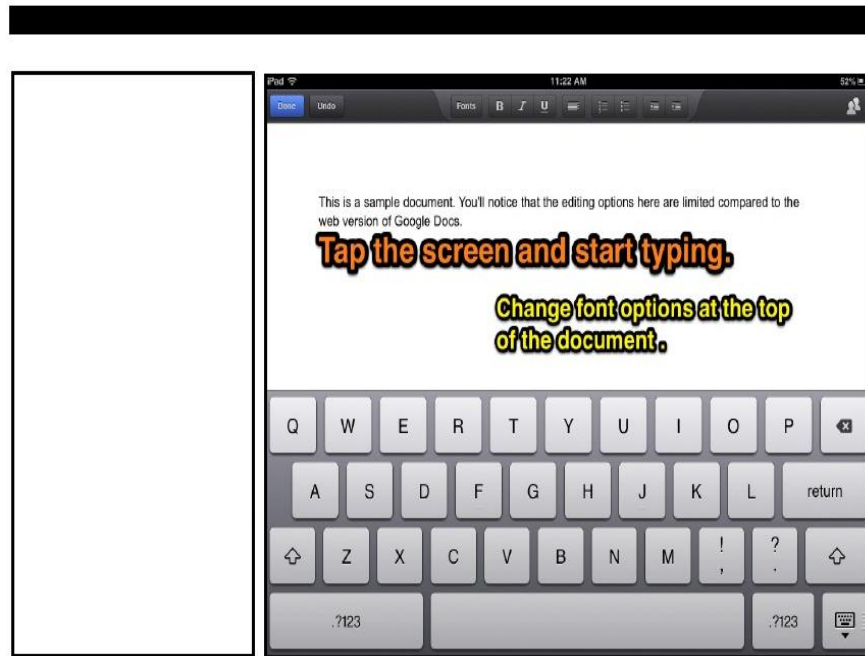 iPad 11:22 AM 52%
Done Undo Fonts B I U
This is a sample document. You'll notice that the editing options here are limited compared to the
web version of Google Docs.
Tap the screen and start typing.
Change font options at the top
of the document .
Q W E R T Y U I O P
A S D F G H J K L return
Z X C V B N M ! , ? .
.?123 .?123